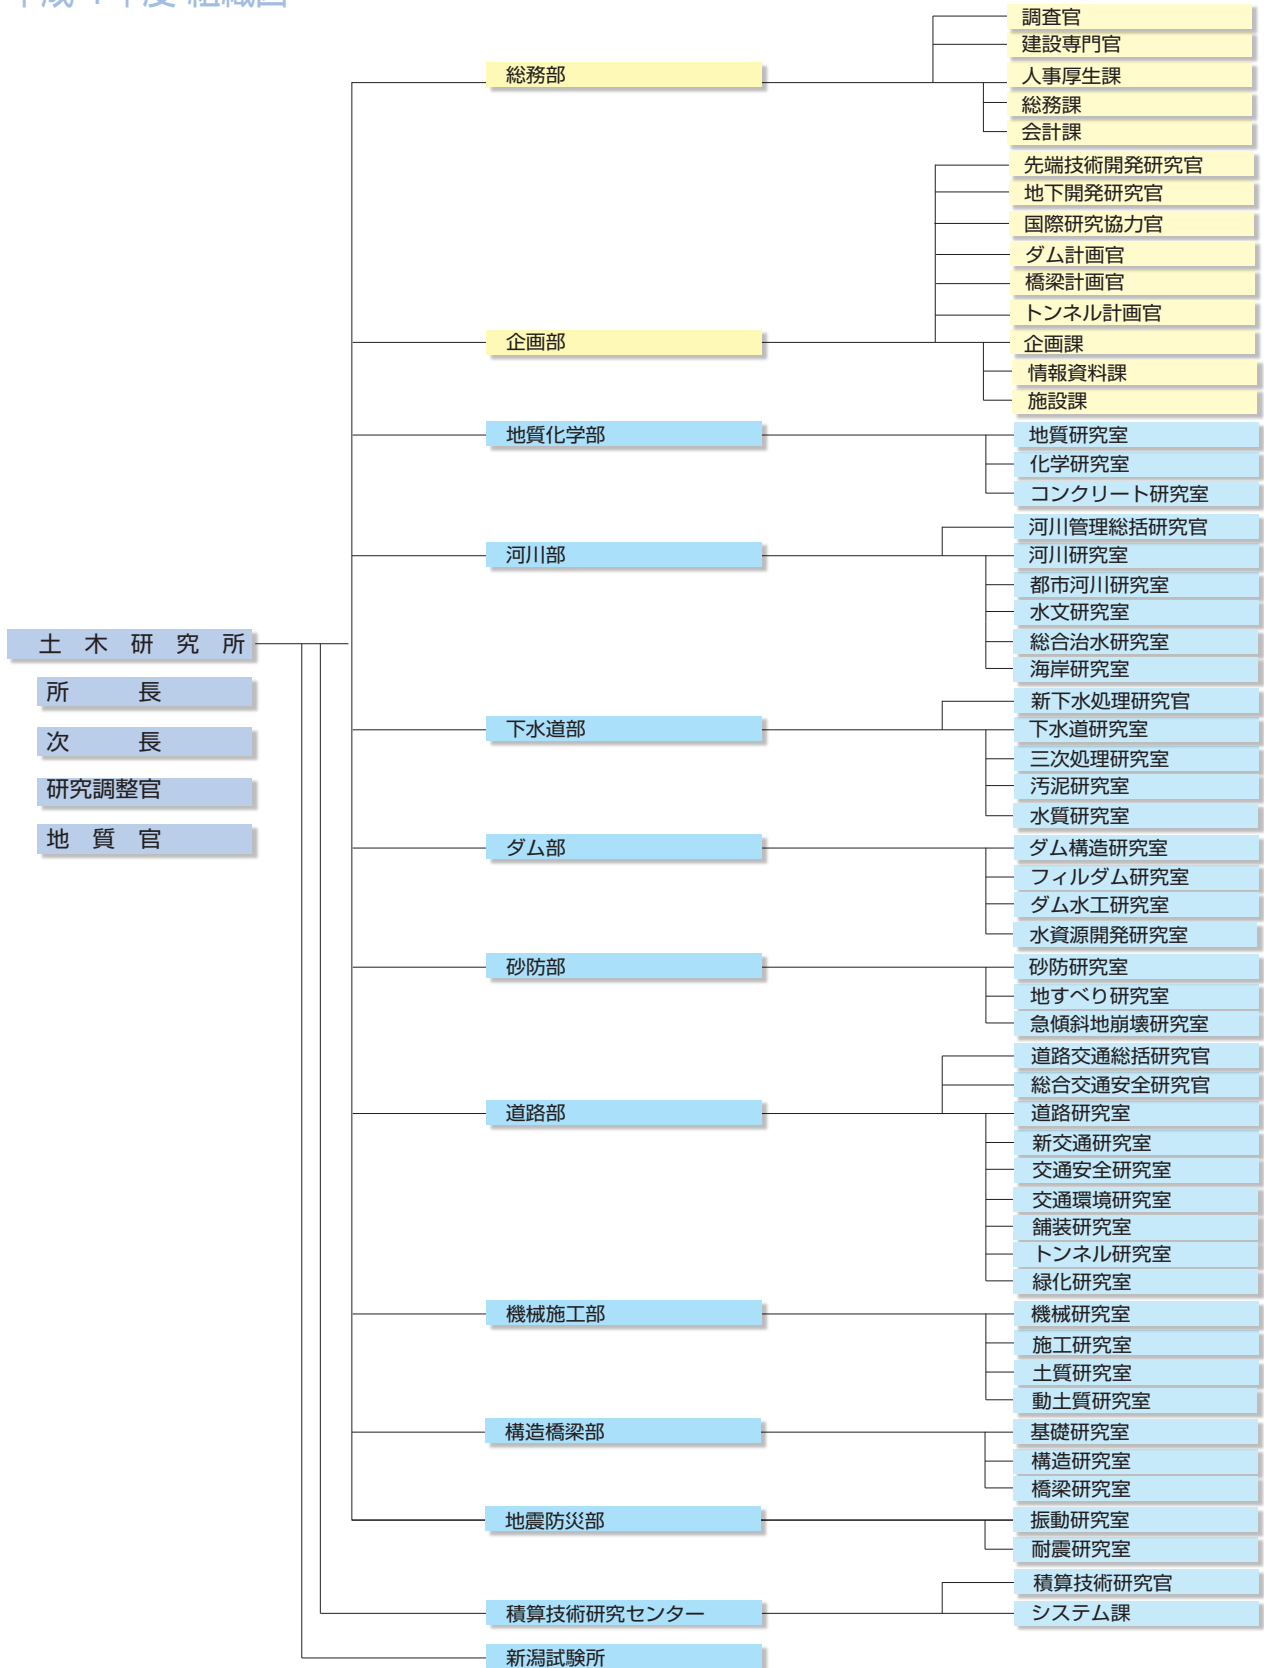 組織図
土木研究所
所長
次長
研究調整官
地質官
総務部
調査官
建設専門官
人事厚生課
総務課
会計課
企画部
先端技術開発研究官
地下開発研究官
国際研究協力官
ダム計画官
橋梁計画官
トンネル計画官
企画課
情報資料課
施設課
地質化学部
地質研究室
化学研究室
コンクリート研究室
河川部
河川管理総括研究官
河川研究室
都市河川研究室
水文研究室
総合治水研究室
海岸研究室
下水道部
新下水処理研究官
下水道研究室
三次処理研究室
汚泥研究室
水質研究室
ダム部
ダム構造研究室
フィルダム研究室
ダム水工研究室
水資源開発研究室
砂防部
砂防研究室
地すべり研究室
急傾斜地崩壊研究室
道路部
道路交通総括研究官
総合交通安全研究官
道路研究室
新交通研究室
交通安全研究室
交通環境研究室
舗装研究室
トンネル研究室
緑化研究室
機械施工部
機械研究室
施工研究室
土質研究室
動土質研究室
構造橋梁部
基礎研究室
構造研究室
橋梁研究室
地震防災部
振動研究室
耐震研究室
積算技術研究センター
積算技術研究官
システム課
新潟試験所